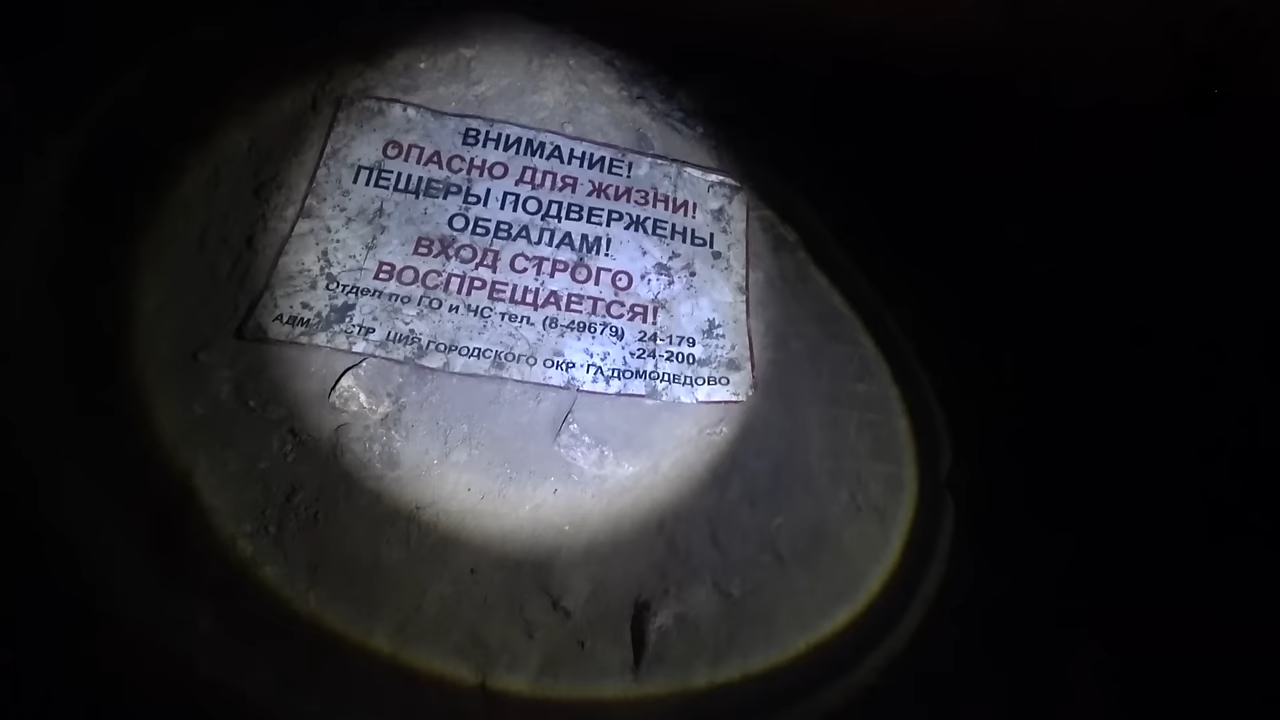 ВНИМАНИЕ!
ОПАСНО ДЛЯ ЖИЗНИ!
ПЕЩЕРЫ ПОДВЕРЖЕНЫ
ОБВАЛАМ!
ВХОД СТРОГО
ВОСПРЕЩАЕТСЯ!
Отдел по ГО и ЧС тел. (8-49679) 24-179
-24-200
ГОРОДСКОГО ДОМОДЕДОВО